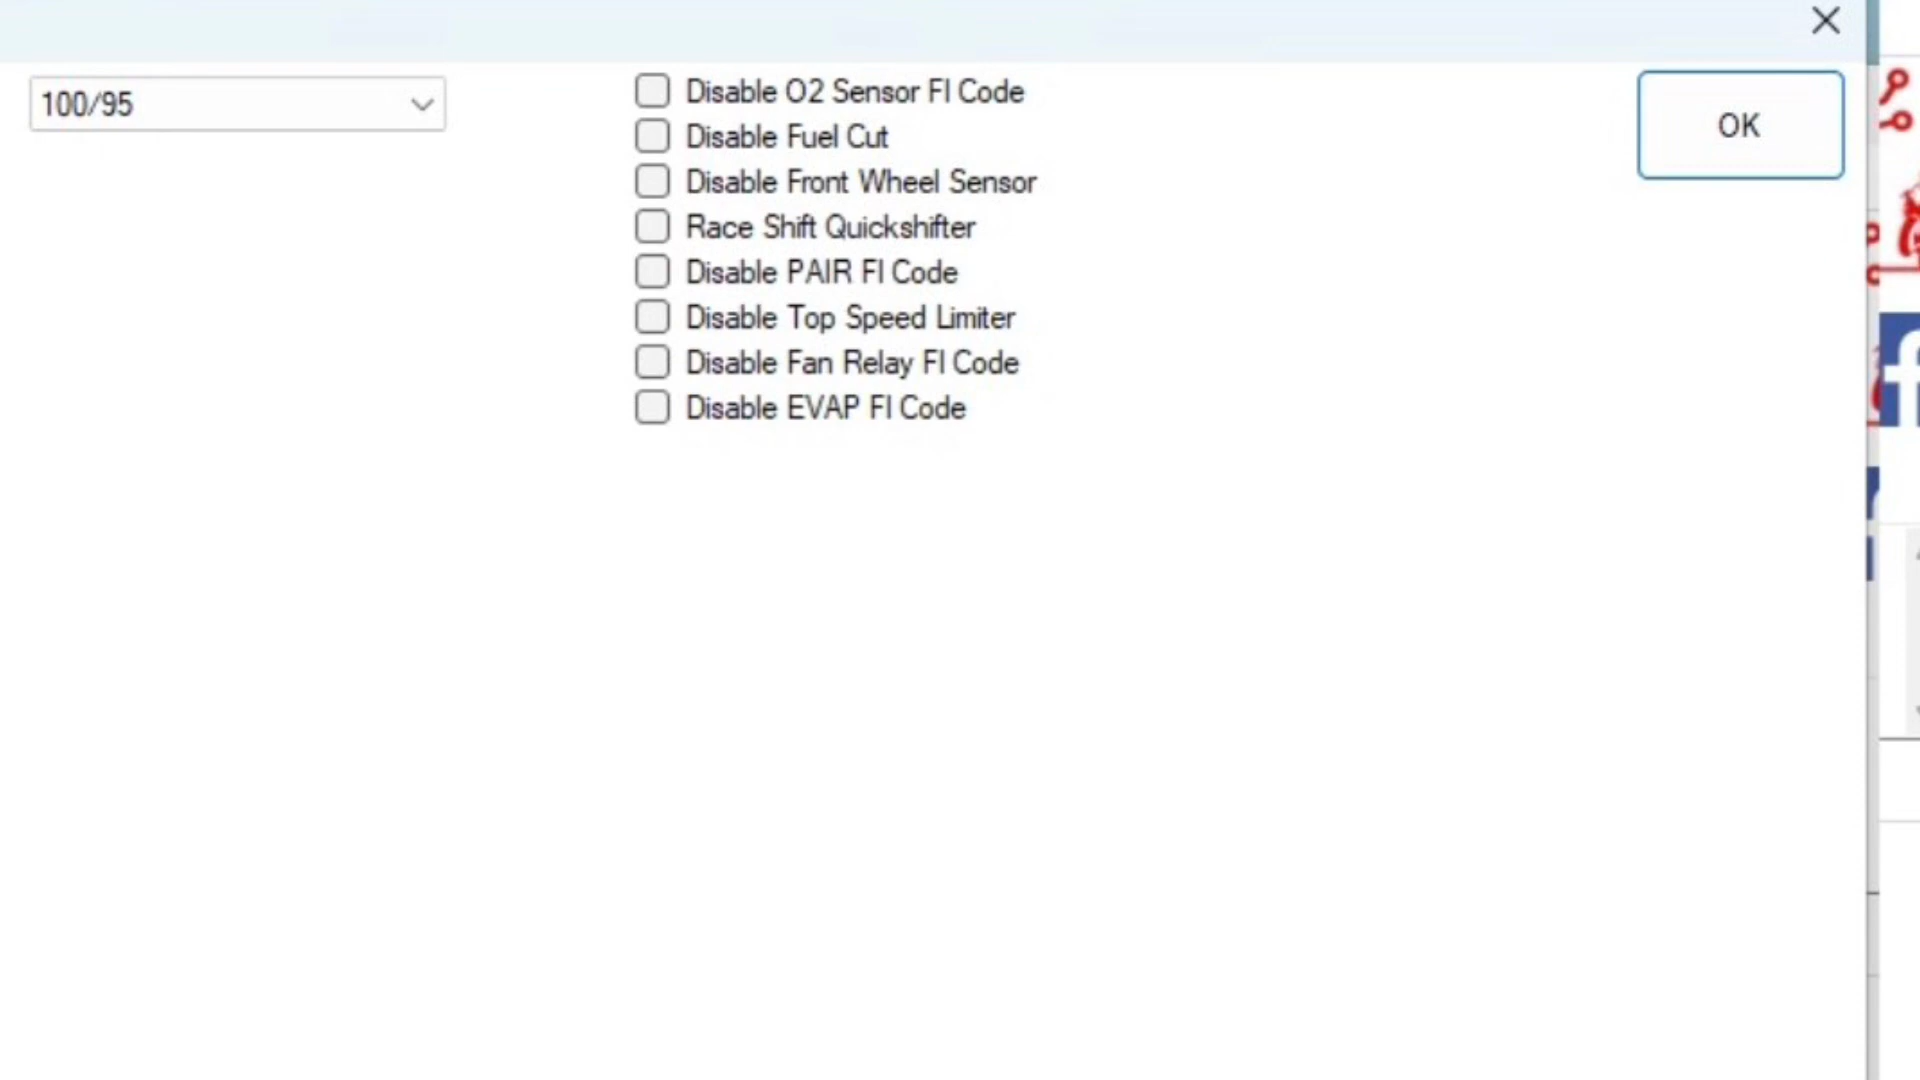 100/95
Disable O2 Sensor FI Code
Disable Fuel Cut
Disable Front Wheel Sensor
Race Shift Quickshifter
Disable PAIR FI Code
Disable Top Speed Limiter
Disable Fan Relay FI Code
Disable EVAP FI Code
OK